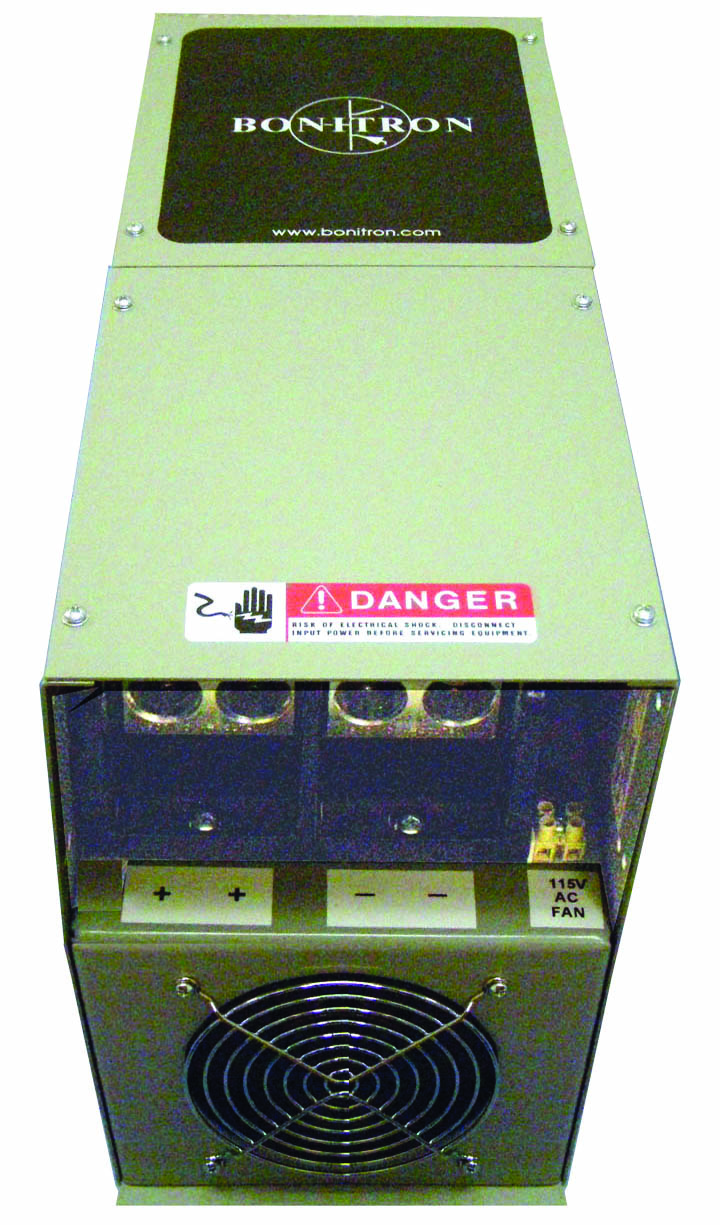 BONITRON
www.bonitron.com
DANGER
RISK OF ELECTRICAL SHOCK. DISCONNECT
INPUT POWER BEFORE SERVICING EQUIPMENT.
+ + − − 115V
AC
FAN